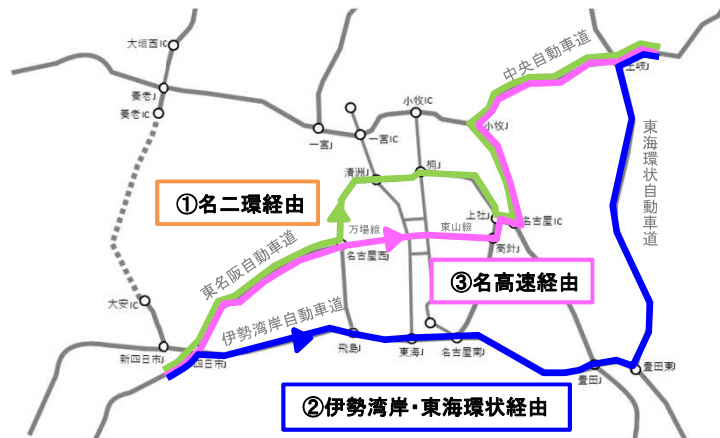 大垣西IC
養老J
養老IC
大安IC
新四日市J
四日市J
一宮J
一宮IC
小牧IC
小牧J
中央自動車道
土岐J
東海環状自動車道
清洲J
楠J
上社J
名古屋IC
高針J
①名二環経由
万場線
東山線
名古屋西J
東名阪自動車道
③名高速経由
伊勢湾岸自動車道
飛島J
東海J
名古屋南J
豊田J
豊田東J
②伊勢湾岸・東海環状経由